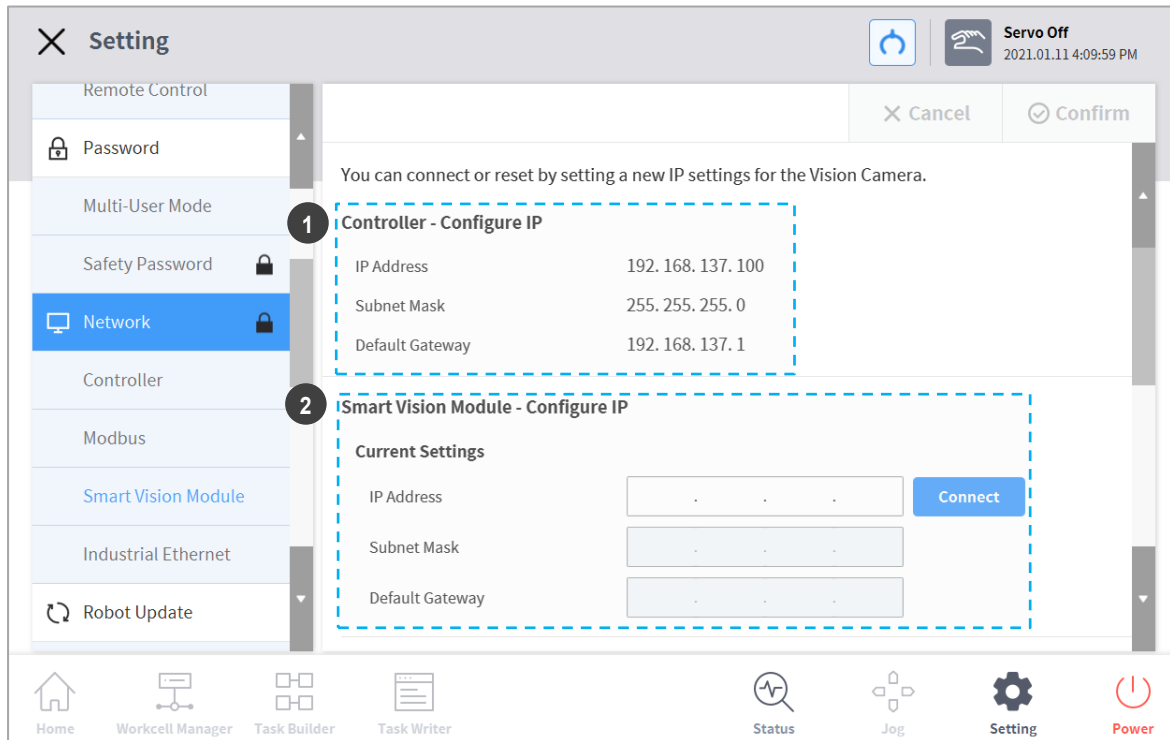 Setting
Servo Off
2021.01.11 4:09:59 PM
Remote Control
Password
Multi-User Mode
Safety Password
Network
Controller
Modbus
Smart Vision Module
Industrial Ethernet
Robot Update
Cancel
Confirm
You can connect or reset by setting a new IP settings for the Vision Camera.
1
Controller - Configure IP
IP Address 192. 168. 137. 100
Subnet Mask 255. 255. 255. 0
Default Gateway 192. 168. 137. 1
2
Smart Vision Module - Configure IP
Current Settings
IP Address . . . Connect
Subnet Mask . . .
Default Gateway . . .
Home
Workcell Manager
Task Builder
Task Writer
Status
Jog
Setting
Power